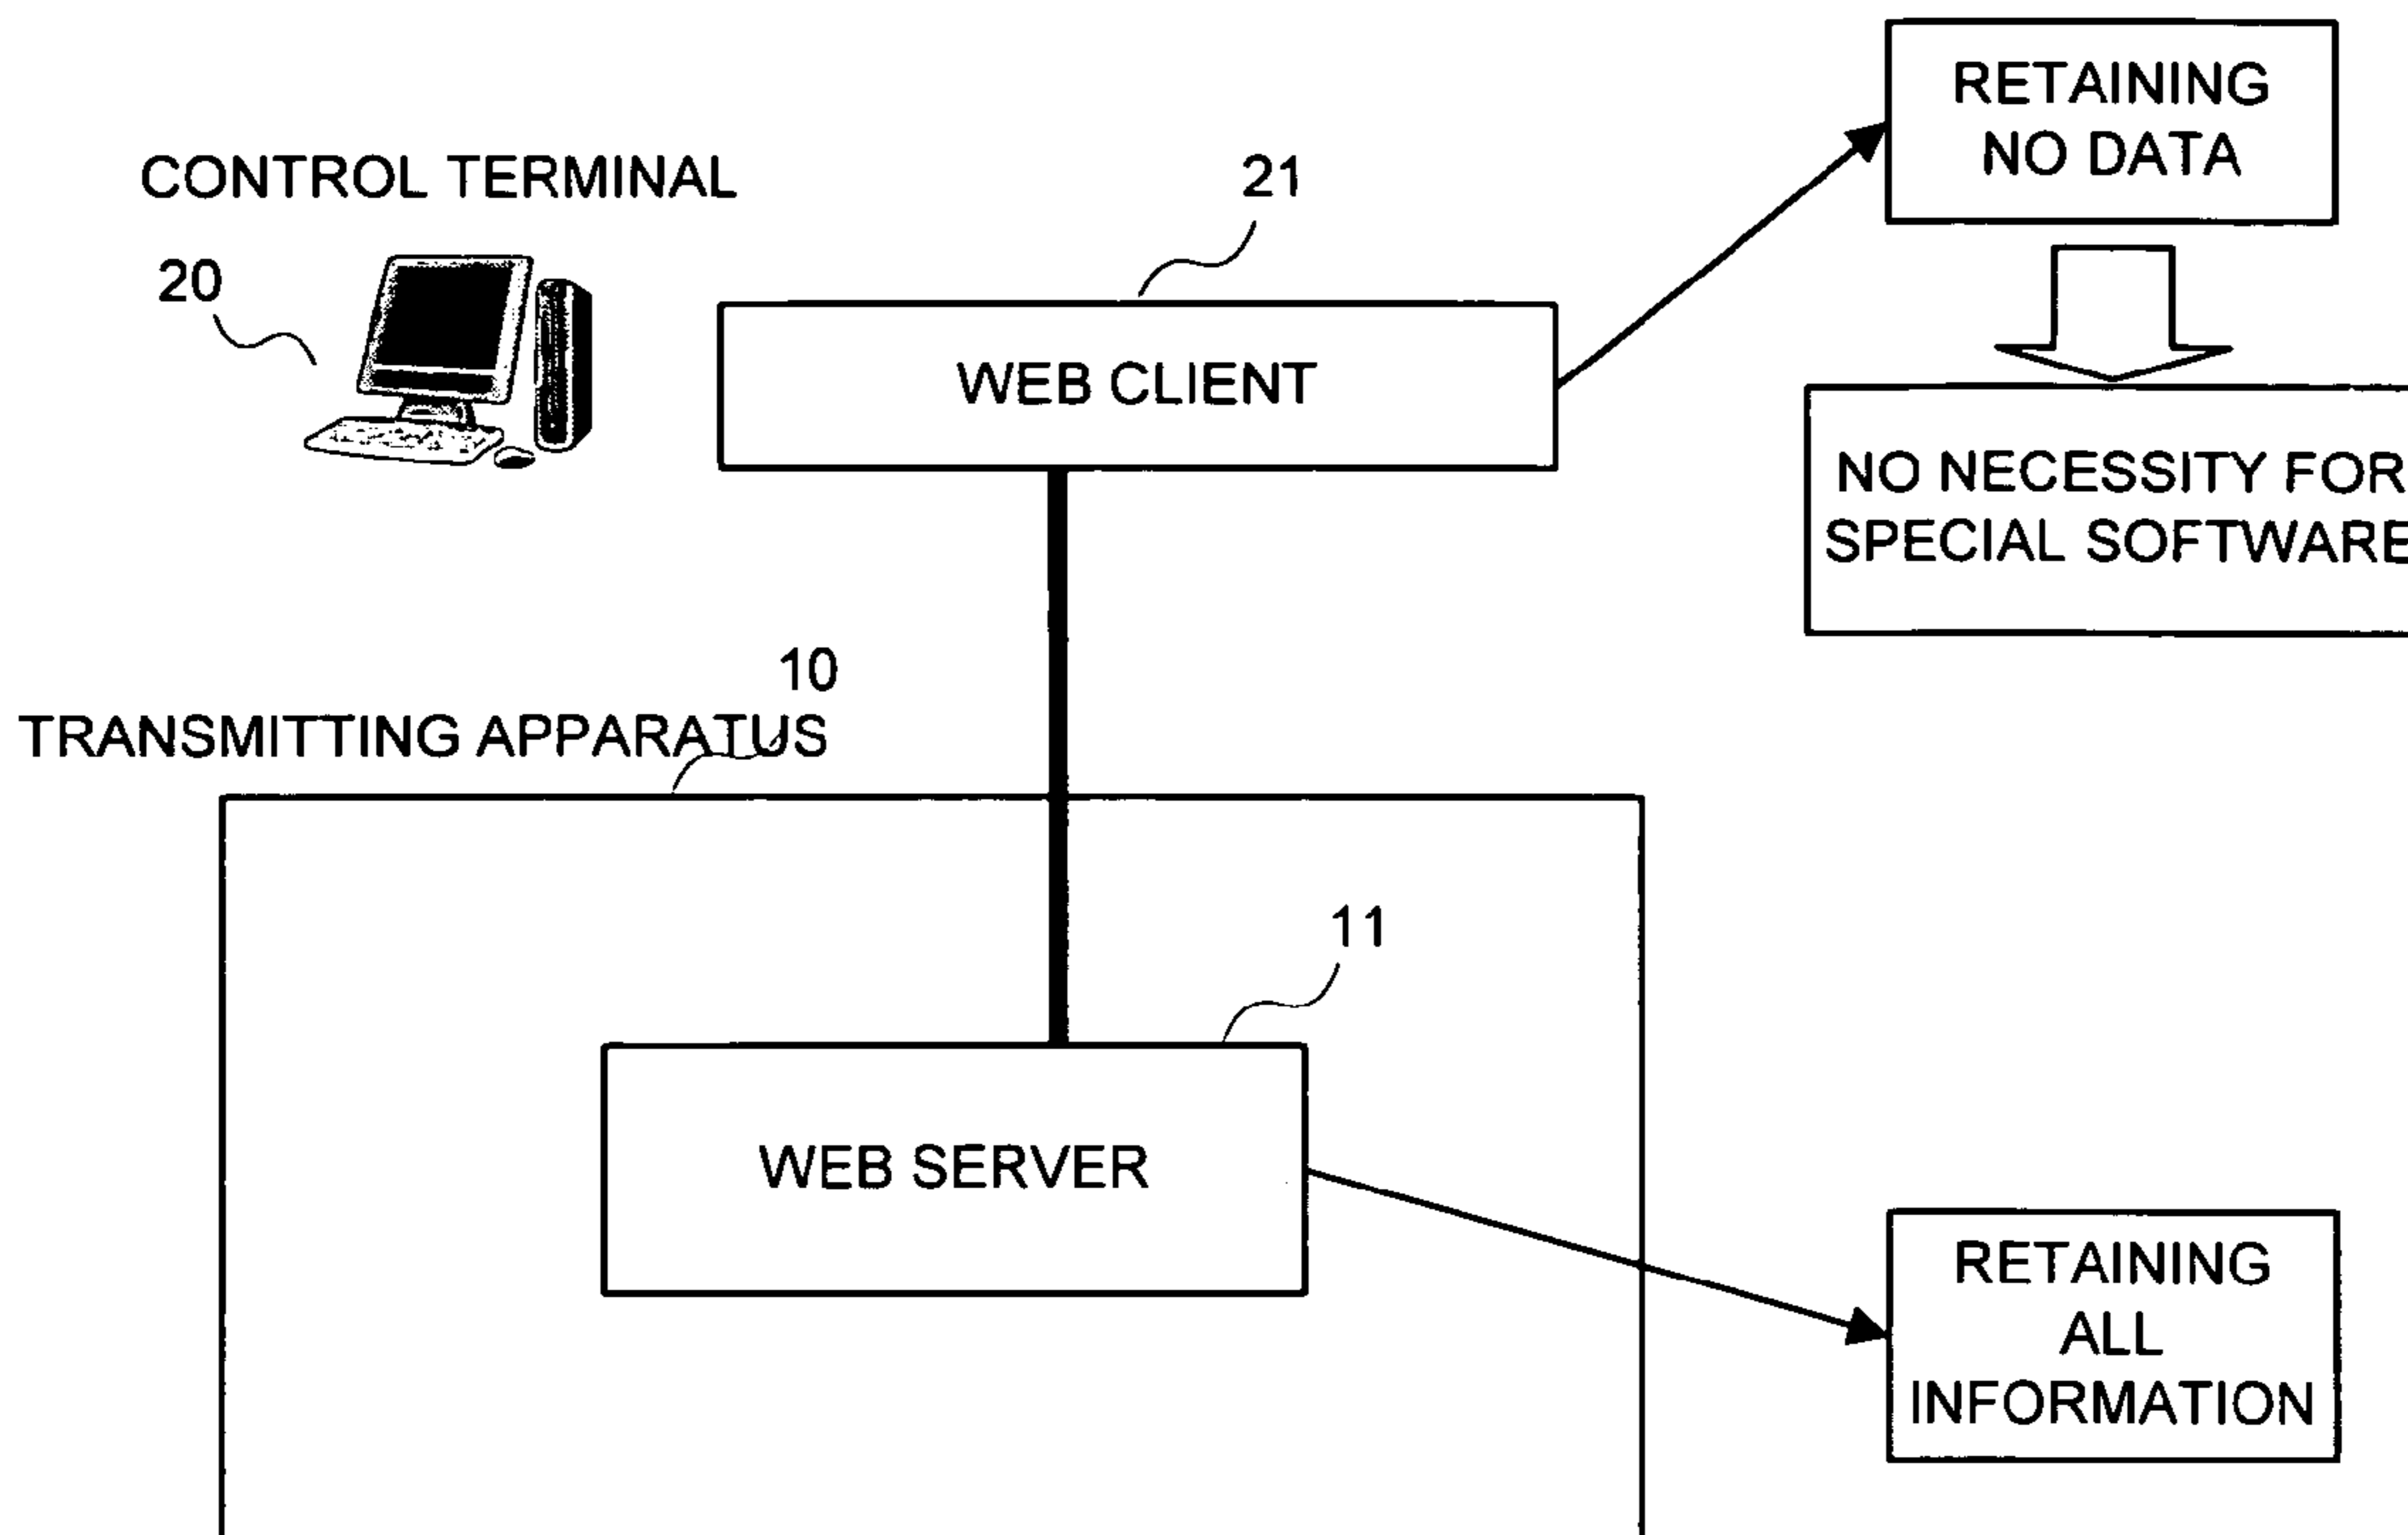 RETAINING
NO DATA
CONTROL TERMINAL
21
20
WEB CLIENT
NO NECESSITY FOR
SPECIAL SOFTWARE
10
TRANSMITTING APPARATUS
11
WEB SERVER
RETAINING
ALL
INFORMATION